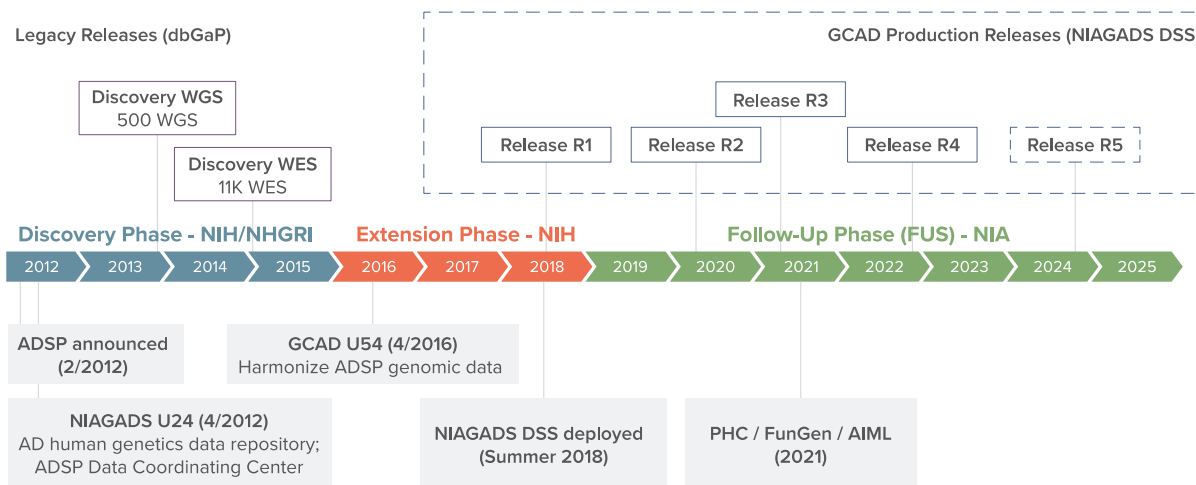 Legacy Releases (dbGaP)
GCAD Production Releases (NIAGADS DSS
Discovery WGS
500 WGS
Discovery WES
11K WES
Release R1
Release R2
Release R3
Release R4
Release R5
Discovery Phase - NIH/NHGRI
Extension Phase - NIH
Follow-Up Phase (FUS) - NIA
2012
2013
2014
2015
2016
2017
2018
2019
2020
2021
2022
2023
2024
2025
ADSP announced
(2/2012)
GCAD U54 (4/2016)
Harmonize ADSP genomic data
NIAGADS U24 (4/2012)
AD human genetics data repository;
ADSP Data Coordinating Center
NIAGADS DSS deployed
(Summer 2018)
PHC / FunGen / AIML
(2021)